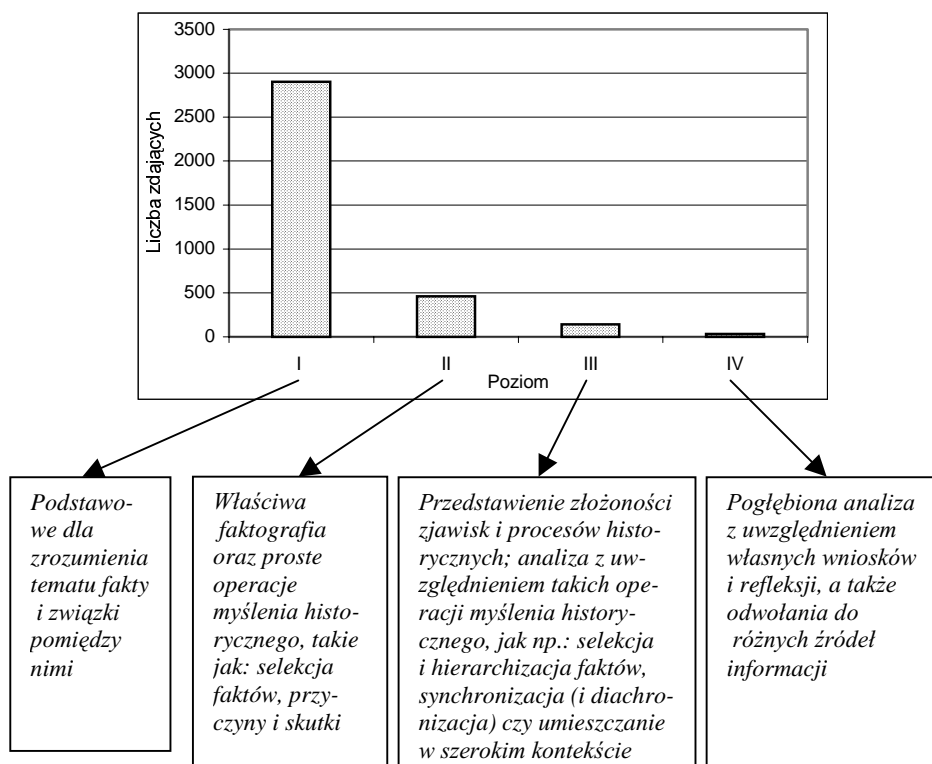 3500
3000
2500
2000
1500
1000
500
0
Liczba zdających
I II III IV
Poziom
Podstawo-
we dla
zrozumienia
tematu fakty
i związki
pomiędzy
nimi
Właściwa
faktografia
oraz proste
operacje
myślenia histo-
rycznego, takie
jak: selekcja
faktów, przy-
czyny i skutki
Przedstawienie złożoności
zjawisk i procesów histo-
rycznych; analiza z uw-
zględnieniem takich ope-
racji myślenia history-
cznego, jak np.: selekcja
i hierarchizacja faktów,
synchronizacja (i diachro-
nizacja) czy umieszczanie
w szerokim kontekście
Pogłębiona analiza
z uwzględnieniem
własnych wniosków
i refleksji, a także
odwołania do
różnych źródeł
informacji